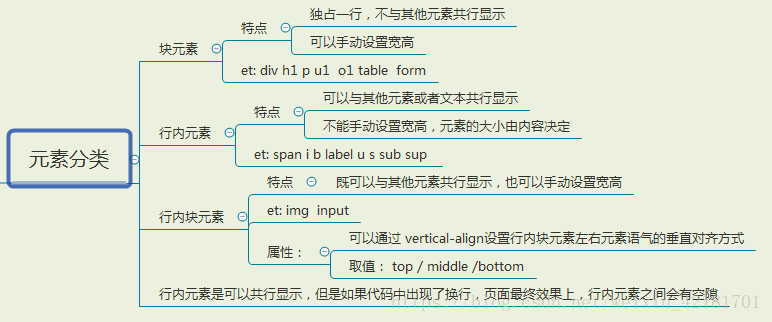 元素分类
块元素
特点
独占一行，不与其他元素共行显示
可以手动设置宽高
et: div h1 p u1 o1 table form
行内元素
特点
可以与其他元素或者文本共行显示
不能手动设置宽高，元素的大小由内容决定
et: span i b label u s sub sup
行内块元素
特点
既可以与其他元素共行显示，也可以手动设置宽高
et: img input
属性：
可以通过 vertical-align设置行内块元素左右元素语气的垂直对齐方式
取值： top / middle /bottom
行内元素是可以共行显示，但是如果代码中出现了换行，页面最终效果上，行内元素之间会有空隙